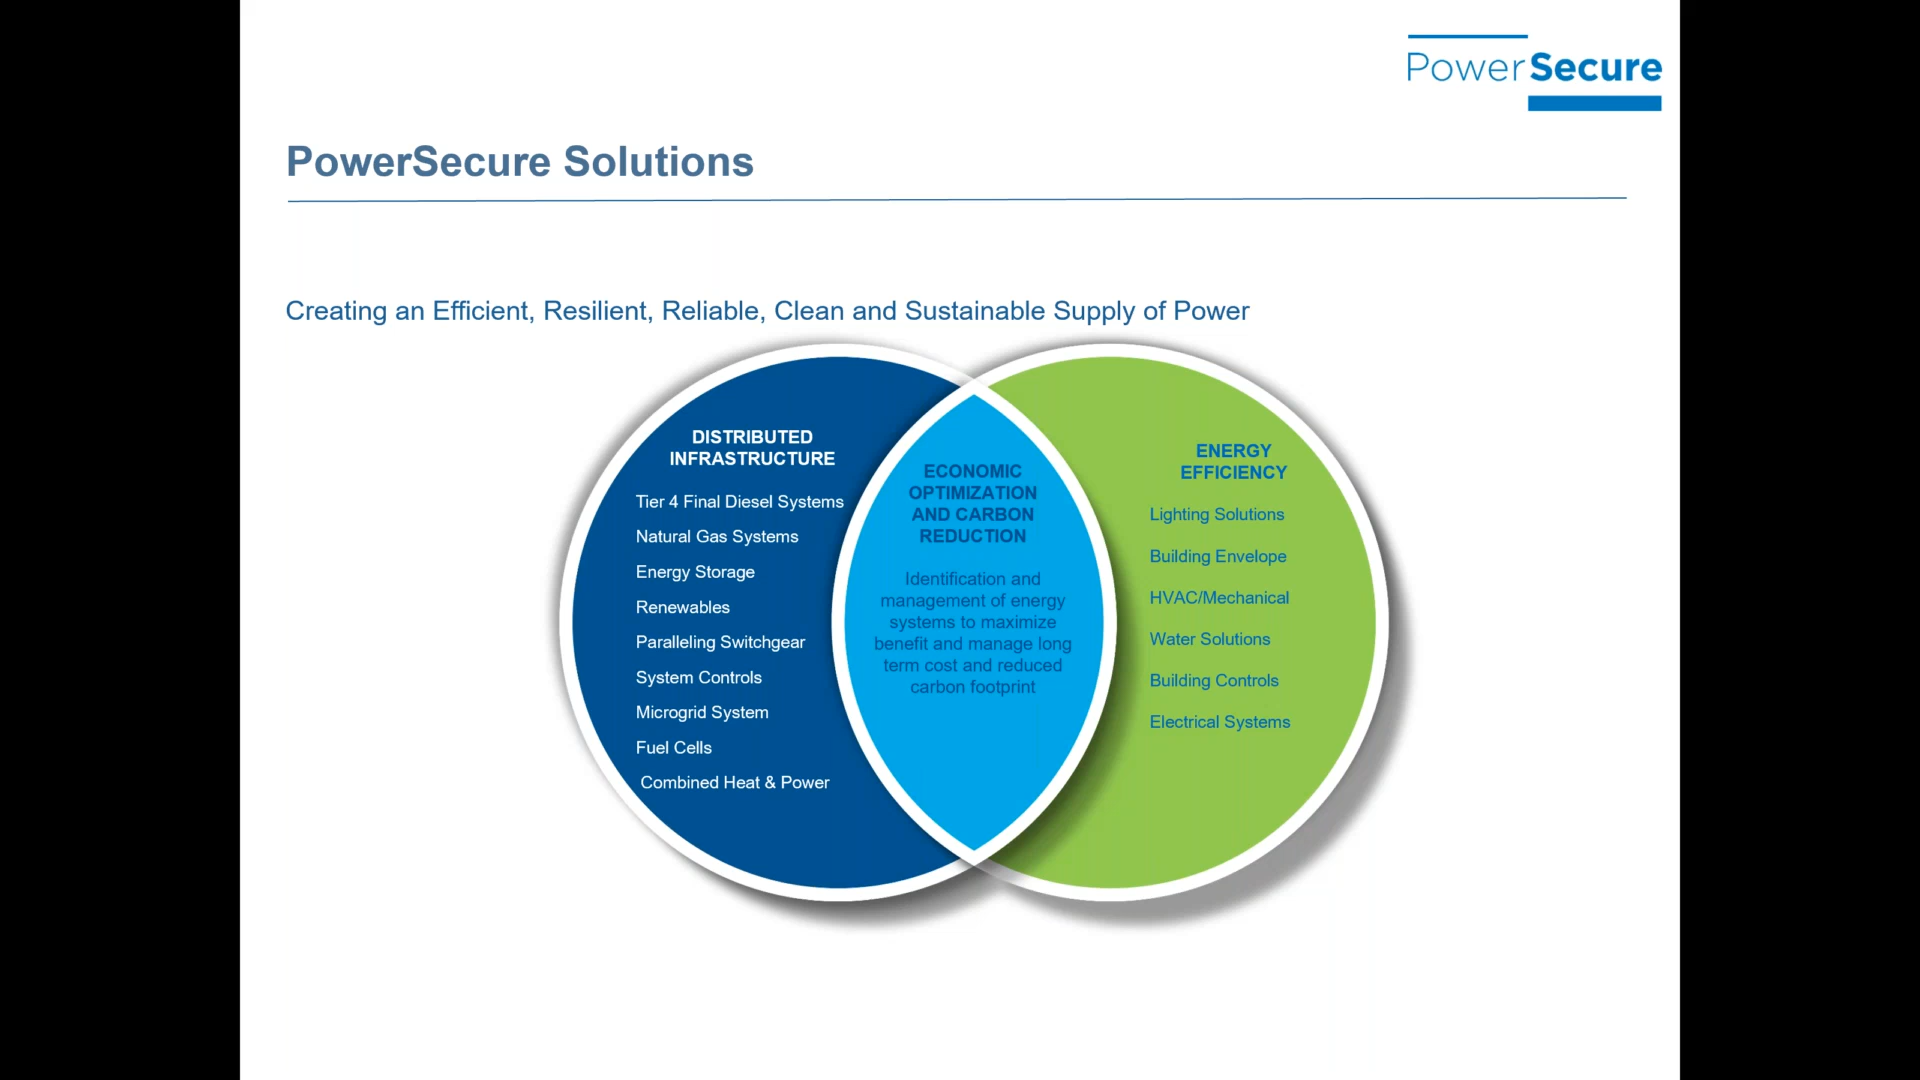 PowerSecure
PowerSecure Solutions
Creating an Efficient, Resilient, Reliable, Clean and Sustainable Supply of Power
DISTRIBUTED
INFRASTRUCTURE
Tier 4 Final Diesel Systems
Natural Gas Systems
Energy Storage
Renewables
Paralleling Switchgear
System Controls
Microgrid System
Fuel Cells
Combined Heat & Power
ECONOMIC
OPTIMIZATION
AND CARBON
REDUCTION
Identification and
management of energy
systems to maximize
benefit and manage long
term cost and reduced
carbon footprint
ENERGY
EFFICIENCY
Lighting Solutions
Building Envelope
HVAC/Mechanical
Water Solutions
Building Controls
Electrical Systems